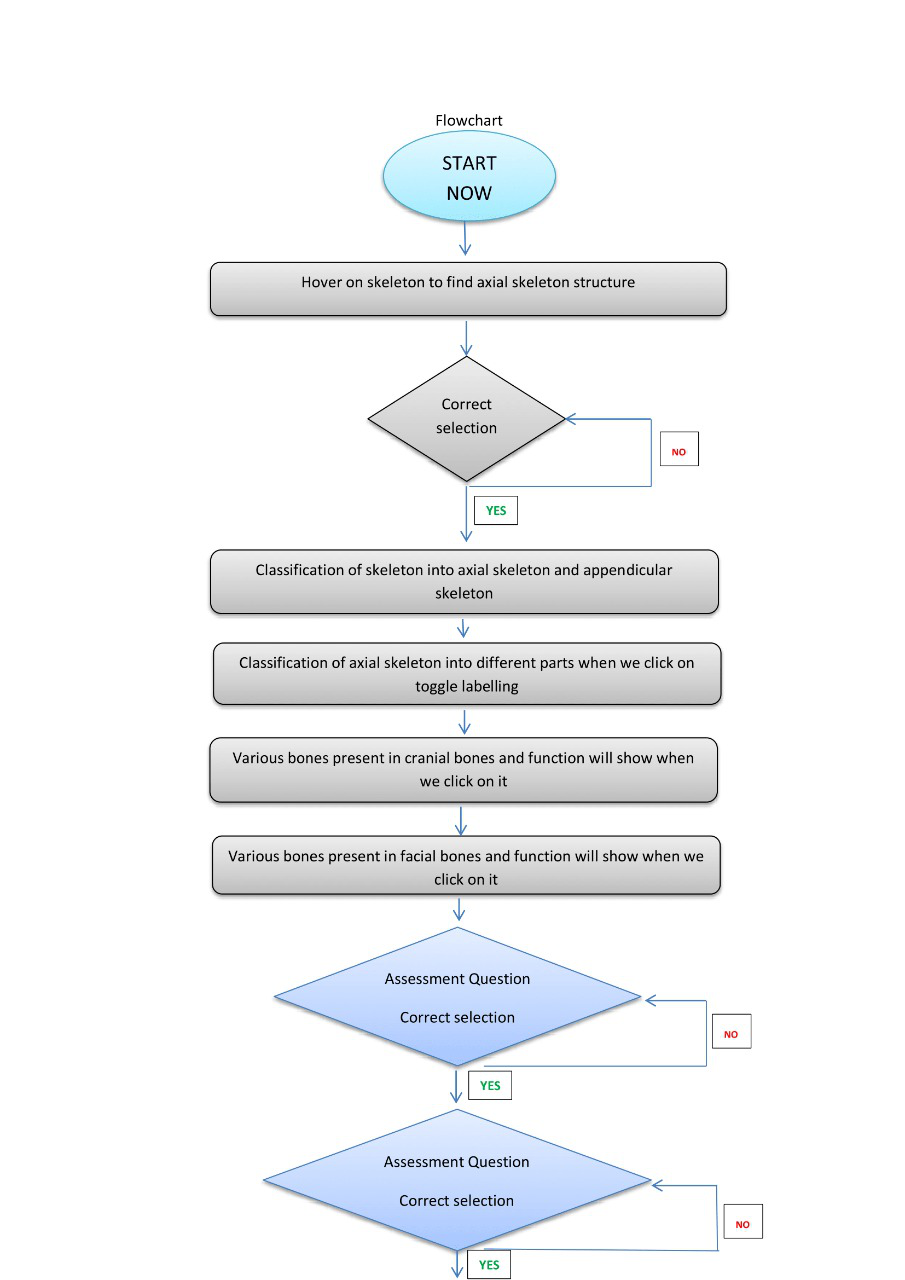 Flowchart
START
NOW
Hover on skeleton to find axial skeleton structure
Correct
selection
NO
YES
Classification of skeleton into axial skeleton and appendicular
skeleton
Classification of axial skeleton into different parts when we click on
toggle labelling
Various bones present in cranial bones and function will show when
we click on it
Various bones present in facial bones and function will show when we
click on it
Assessment Question
Correct selection
NO
YES
Assessment Question
Correct selection
NO
YES